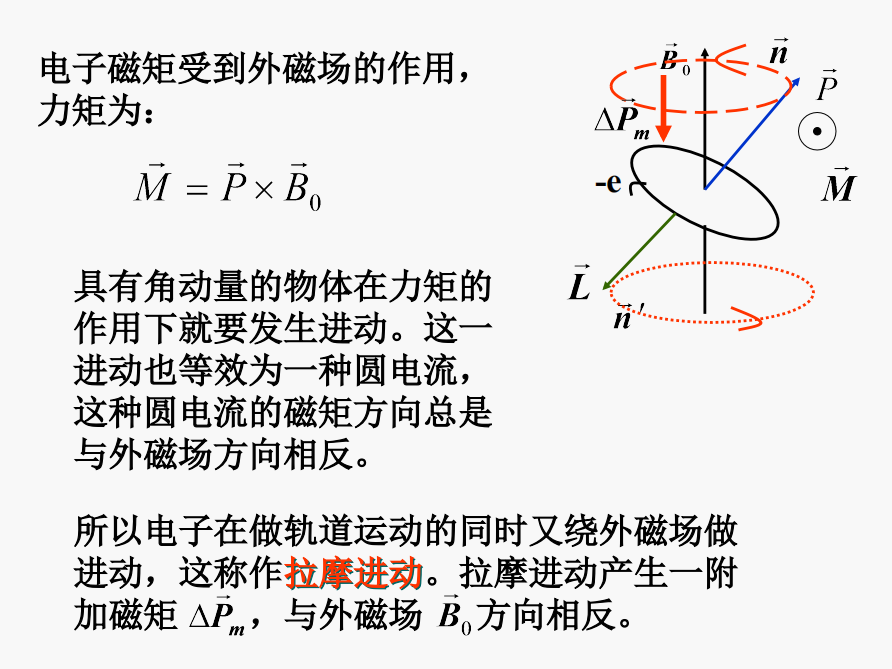 电子磁矩受到外磁场的作用，
力矩为：
M⃗ = P⃗ × B⃗₀
具有角动量的物体在力矩的
作用下就要发生进动。这一
进动也等效为一种圆电流，
这种圆电流的磁矩方向总是
与外磁场方向相反。
所以电子在做轨道运动的同时又绕外磁场做
进动，这称作拉摩进动。拉摩进动产生一附
加磁矩 ΔP⃗ₘ，与外磁场 B⃗₀ 方向相反。
B⃗₀
n⃗
P⃗
ΔP⃗ₘ
-e
M⃗
L⃗
n⃗′